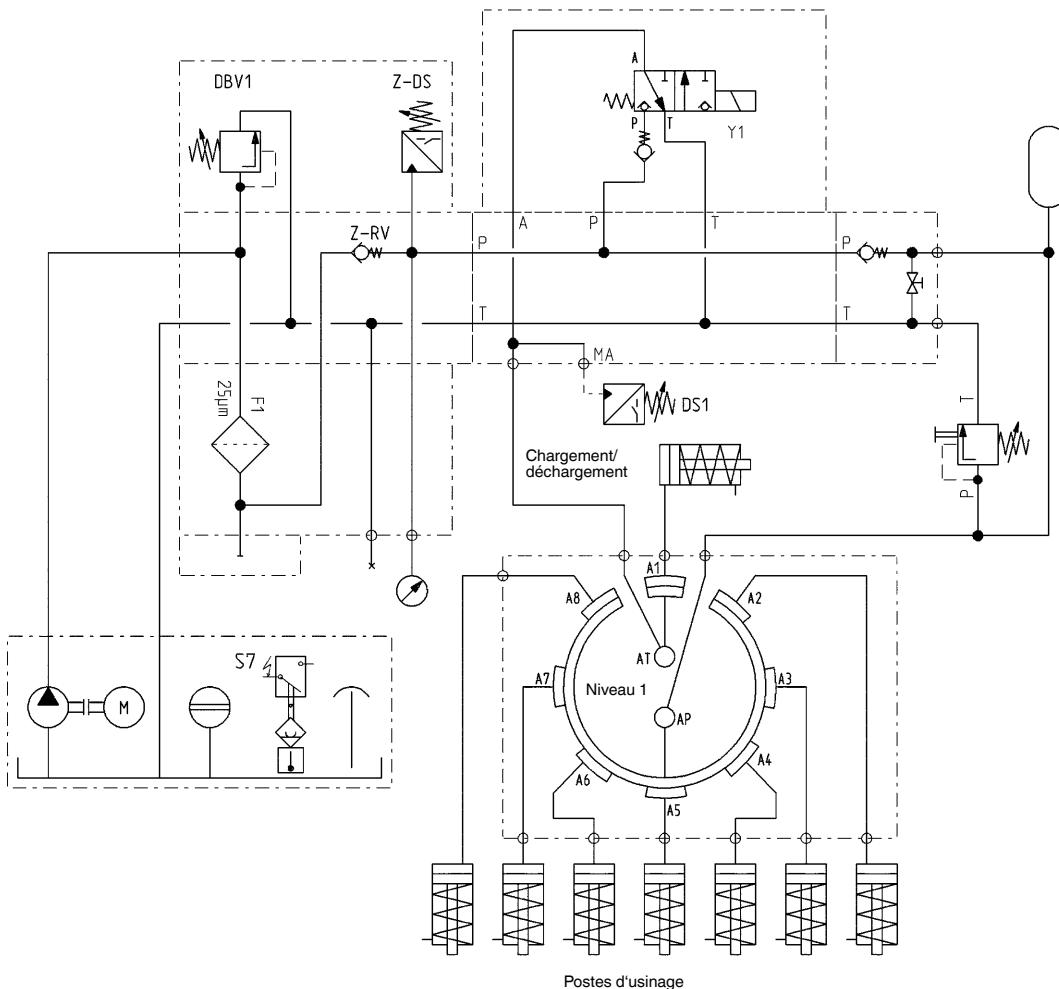 DBV1
Z-DS
A
P
T
Y1
Z-RV
A
P
T
P
P
T
T
MA
25µm
F1
DS1
T
P
Chargement/
déchargement
A1
A8
A2
AT
A7
Niveau 1
A3
AP
A6
A4
A5
S7
M
Postes d'usinage